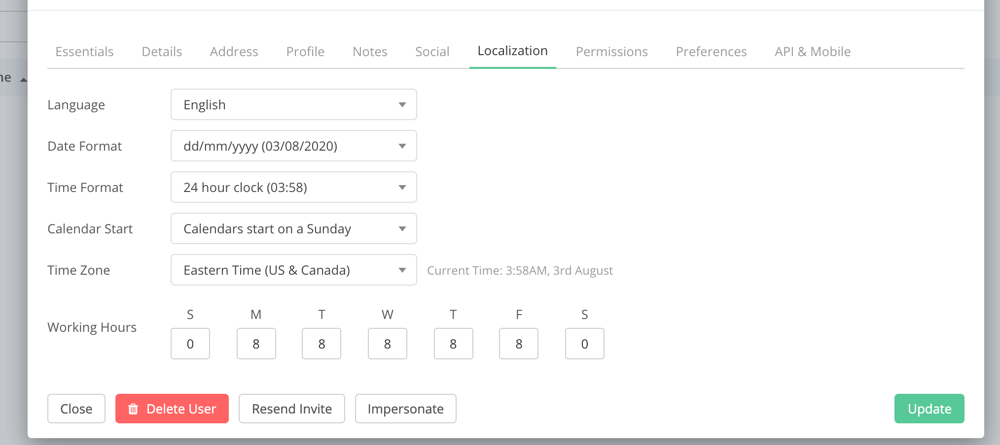 Essentials Details Address Profile Notes Social Localization Permissions Preferences API & Mobile
Language English
Date Format dd/mm/yyyy (03/08/2020)
Time Format 24 hour clock (03:58)
Calendar Start Calendars start on a Sunday
Time Zone Eastern Time (US & Canada) Current Time: 3:58AM, 3rd August
S M T W T F S
Working Hours
0 8 8 8 8 8 0
Close Delete User Resend Invite Impersonate Update